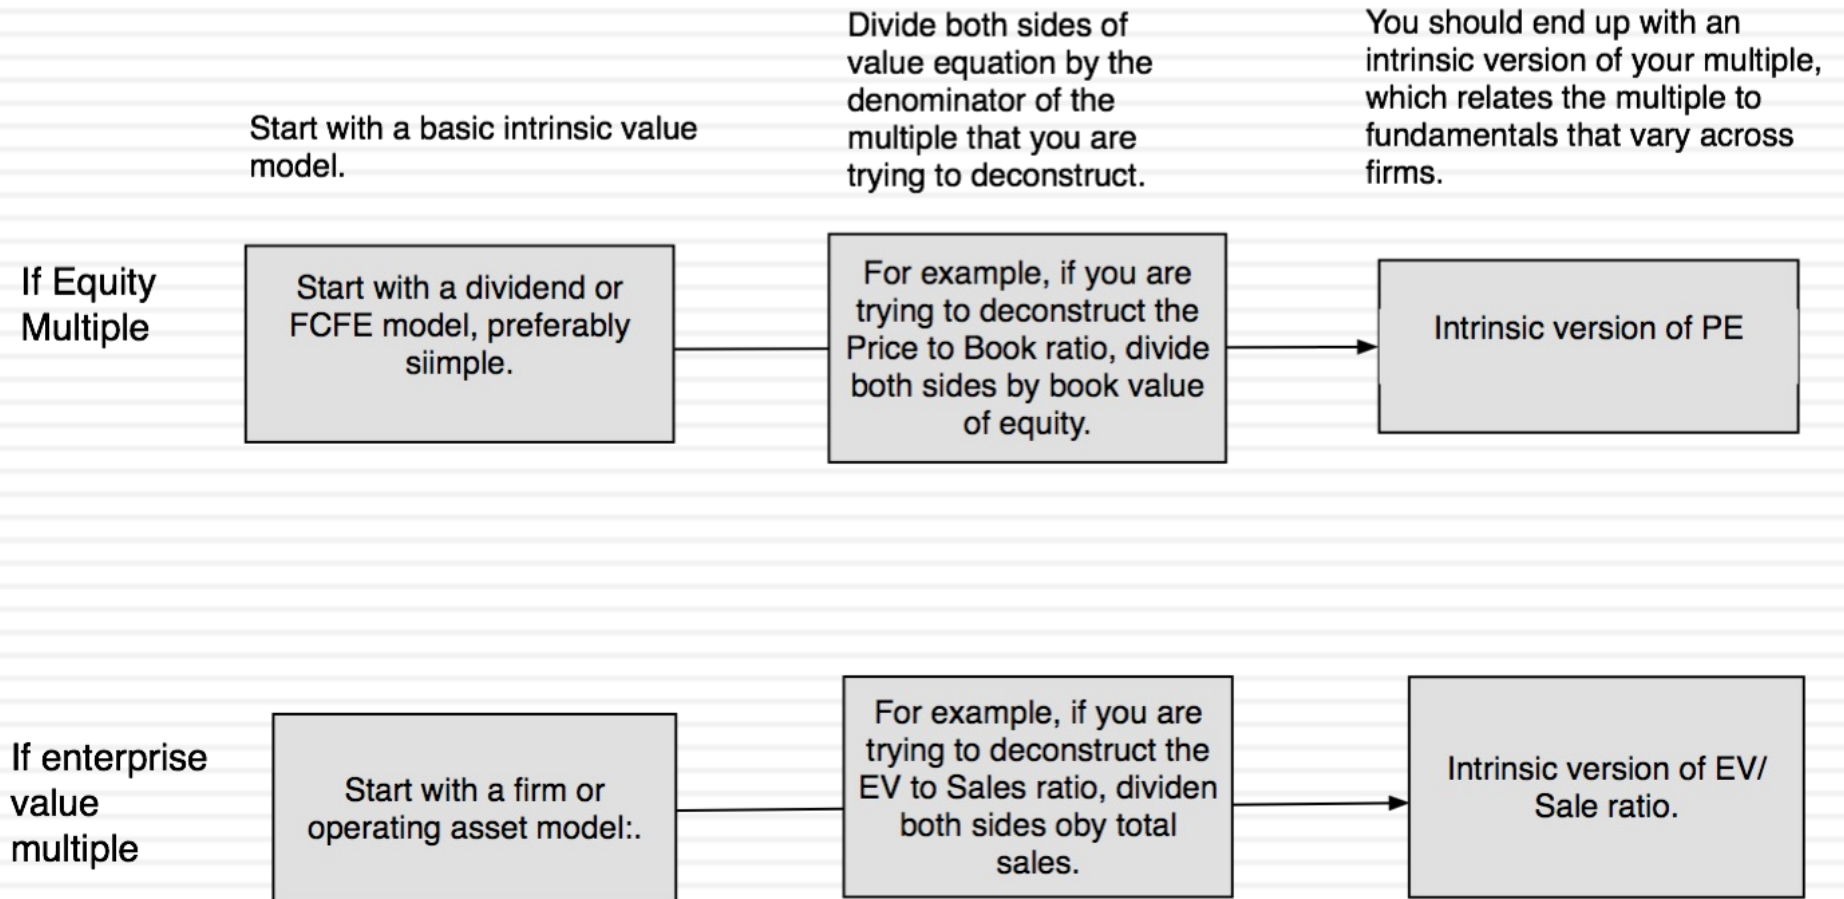 Start with a basic intrinsic value
model.
Divide both sides of
value equation by the
denominator of the
multiple that you are
trying to deconstruct.
You should end up with an
intrinsic version of your multiple,
which relates the multiple to
fundamentals that vary across
firms.
If Equity
Multiple
Start with a dividend or
FCFE model, preferably
siimple.
For example, if you are
trying to deconstruct the
Price to Book ratio, divide
both sides by book value
of equity.
Intrinsic version of PE
If enterprise
value
multiple
Start with a firm or
operating asset model:.
For example, if you are
trying to deconstruct the
EV to Sales ratio, dividen
both sides oby total
sales.
Intrinsic version of EV/
Sale ratio.